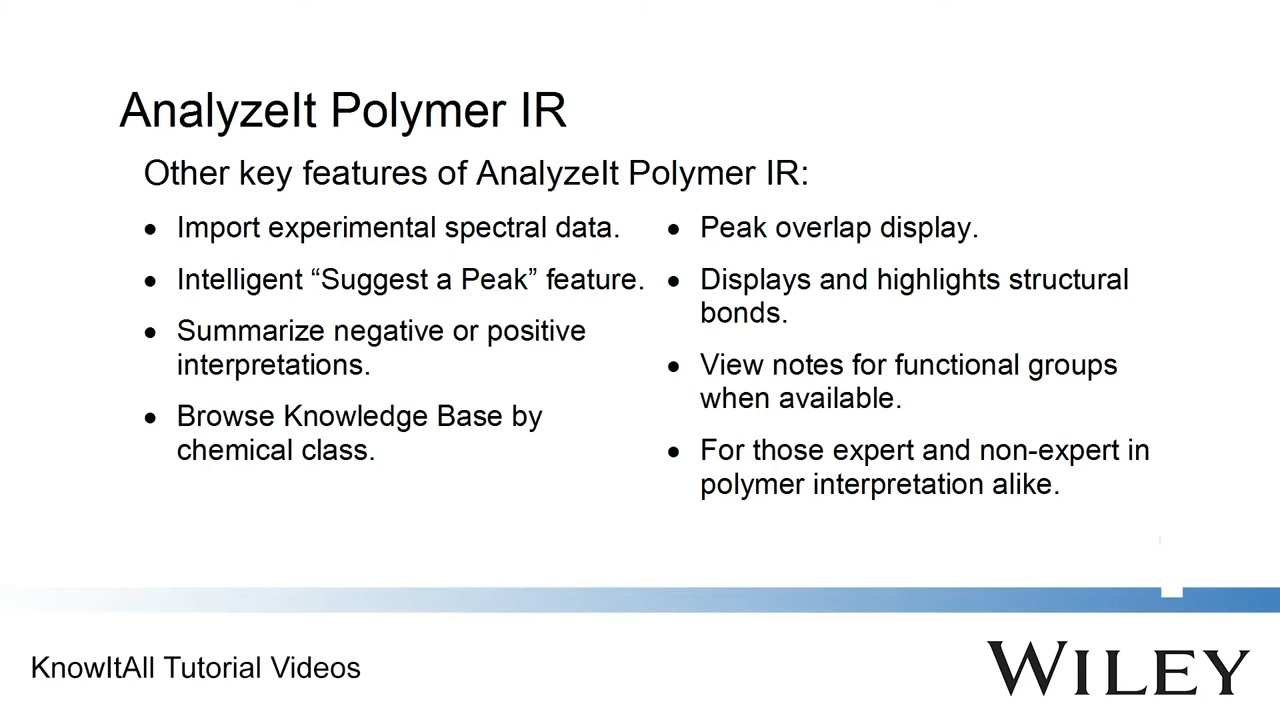 AnalyzeIt Polymer IR
Other key features of AnalyzeIt Polymer IR:
• Import experimental spectral data.
• Intelligent “Suggest a Peak” feature.
• Summarize negative or positive
interpretations.
• Browse Knowledge Base by
chemical class.
• Peak overlap display.
• Displays and highlights structural
bonds.
• View notes for functional groups
when available.
• For those expert and non-expert in
polymer interpretation alike.
KnowItAll Tutorial Videos
WILEY